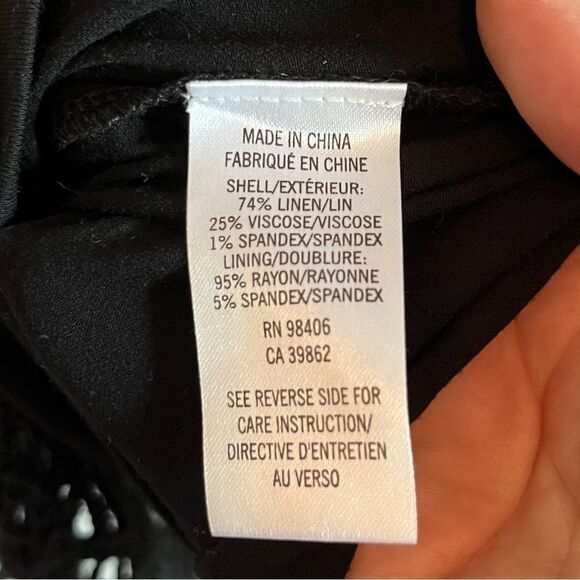 MADE IN CHINA
FABRIQUÉ EN CHINE
SHELL/EXTÉRIEUR:
74% LINEN/LIN
25% VISCOSE/VISCOSE
1% SPANDEX/SPANDEX
LINING/DOUBLURE:
95% RAYON/RAYONNE
5% SPANDEX/SPANDEX
RN 98406
CA 39862
SEE REVERSE SIDE FOR
CARE INSTRUCTION/
DIRECTIVE D'ENTRETIEN
AU VERSO